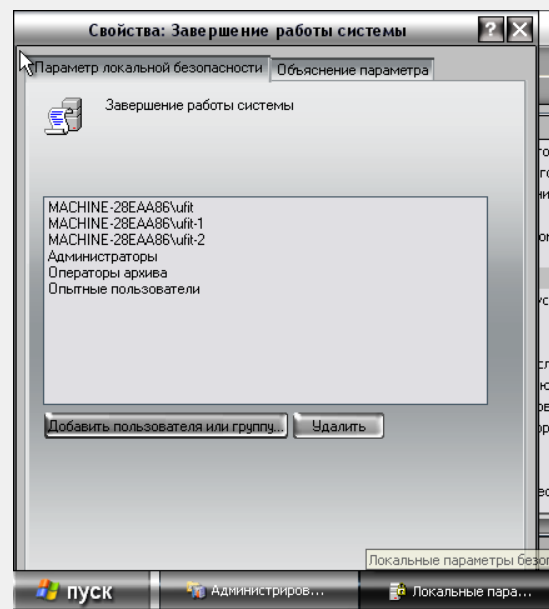 Свойства: Завершение работы системы
Параметр локальной безопасности
Объяснение параметра
Завершение работы системы
MACHINE-28EAA86\ufit
MACHINE-28EAA86\ufit-1
MACHINE-28EAA86\ufit-2
Администраторы
Операторы архива
Опытные пользователи
Добавить пользователя или группу...
Удалить
Локальные параметры
пуск
Администриров...
Локальные пара...